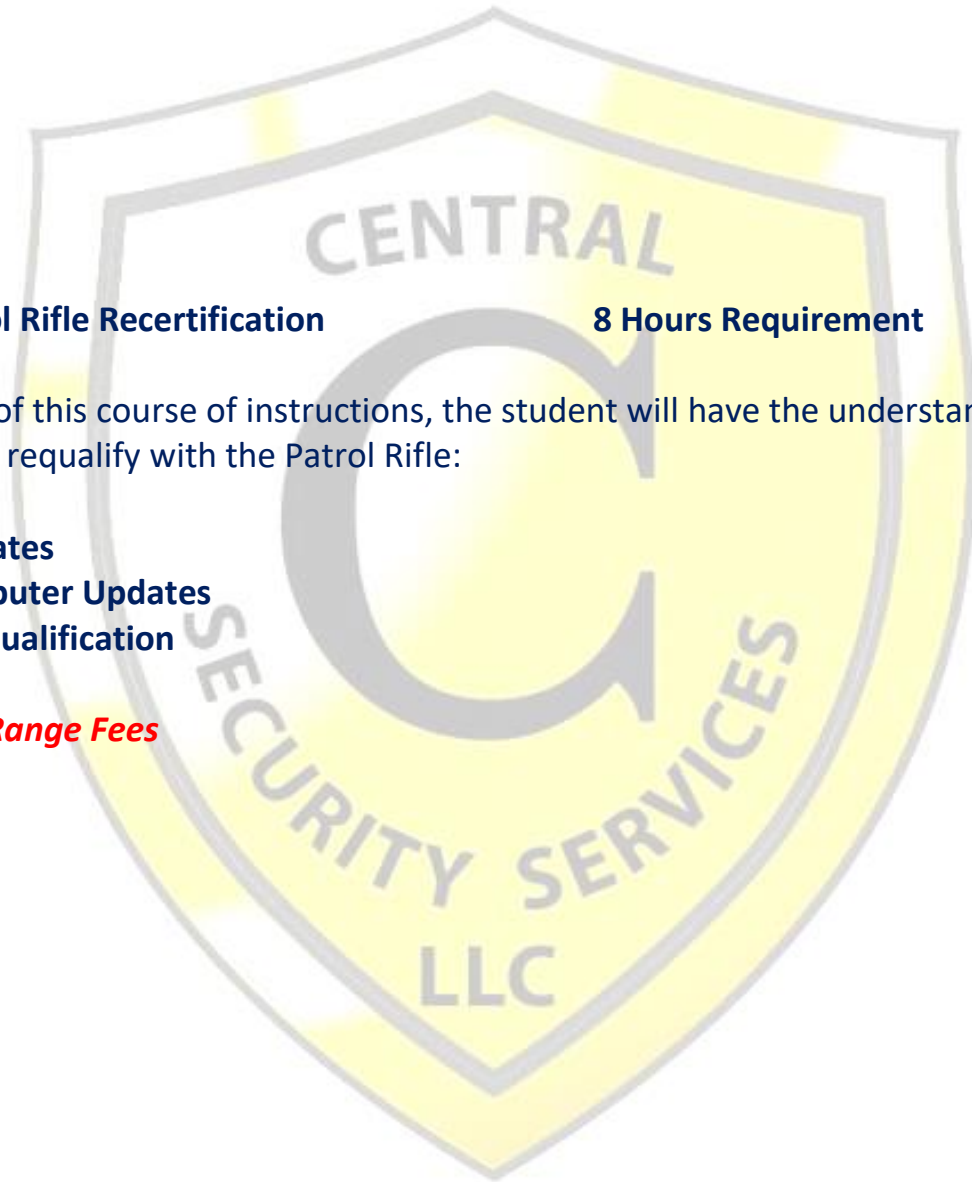 CENTRAL
l Rifle Recertification 8 Hours Requirement
of this course of instructions, the student will have the understan
requalify with the Patrol Rifle:
ates
puter Updates
ualification
Range Fees
SECURITY SERVICES
LLC